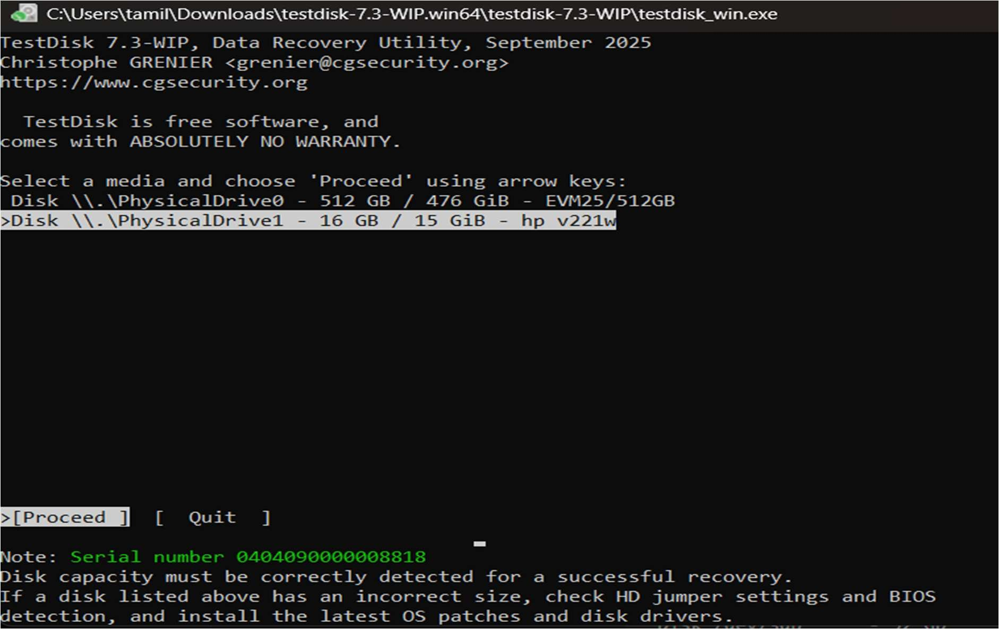 C:\Users\tamil\Downloads\testdisk-7.3-WIP.win64\testdisk-7.3-WIP\testdisk_win.exe
TestDisk 7.3-WIP, Data Recovery Utility, September 2025
Christophe GRENIER <grenier@cgsecurity.org>
https://www.cgsecurity.org
TestDisk is free software, and
comes with ABSOLUTELY NO WARRANTY.
Select a media and choose 'Proceed' using arrow keys:
Disk \\.\PhysicalDrive0 - 512 GB / 476 GiB - EVM25/512GB
>Disk \\.\PhysicalDrive1 - 16 GB / 15 GiB - hp v221w
>[Proceed ]  [  Quit  ]
Note: Serial number 0404090000008818
Disk capacity must be correctly detected for a successful recovery.
If a disk listed above has an incorrect size, check HD jumper settings and BIOS
detection, and install the latest OS patches and disk drivers.